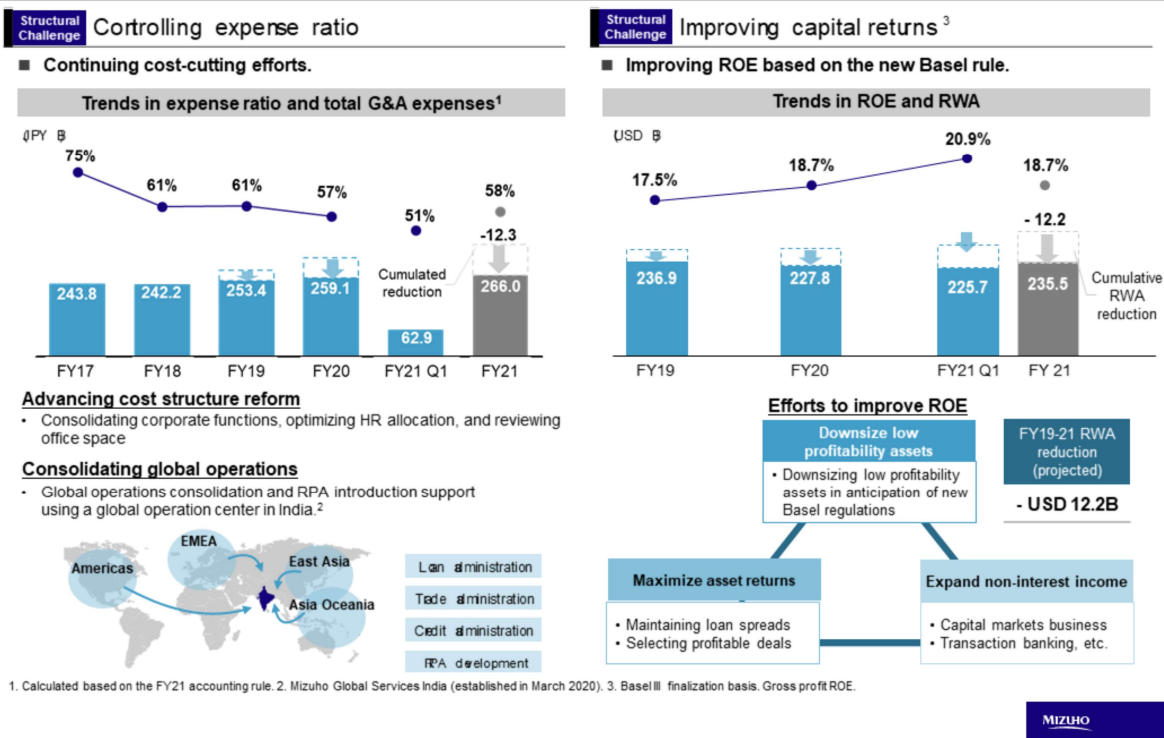 Structural
Challenge
Controlling expense ratio
■ Continuing cost-cutting efforts.
Trends in expense ratio and total G&A expenses1
(JPY B)
75%
61%
61%
57%
51%
58%
-12.3
Cumulated
reduction
243.8
242.2
253.4
259.1
62.9
266.0
FY17
FY18
FY19
FY20
FY21 Q1
FY21
Advancing cost structure reform
• Consolidating corporate functions, optimizing HR allocation, and reviewing
office space
Consolidating global operations
• Global operations consolidation and RPA introduction support
using a global operation center in India.2
Americas
EMEA
East Asia
Asia Oceania
Loan administration
Trade administration
Credit administration
RPA development
Structural
Challenge
Improving capital returns 3
■ Improving ROE based on the new Basel rule.
Trends in ROE and RWA
(USD B)
17.5%
18.7%
20.9%
18.7%
- 12.2
236.9
227.8
225.7
235.5
Cumulative
RWA
reduction
FY19
FY20
FY21 Q1
FY 21
Efforts to improve ROE
Downsize low
profitability assets
• Downsizing low profitability
assets in anticipation of new
Basel regulations
FY19-21 RWA
reduction
(projected)
- USD 12.2B
Maximize asset returns
• Maintaining loan spreads
• Selecting profitable deals
Expand non-interest income
• Capital markets business
• Transaction banking, etc.
1. Calculated based on the FY21 accounting rule. 2. Mizuho Global Services India (established in March 2020). 3. Basel III finalization basis. Gross profit ROE.
MIZUHO